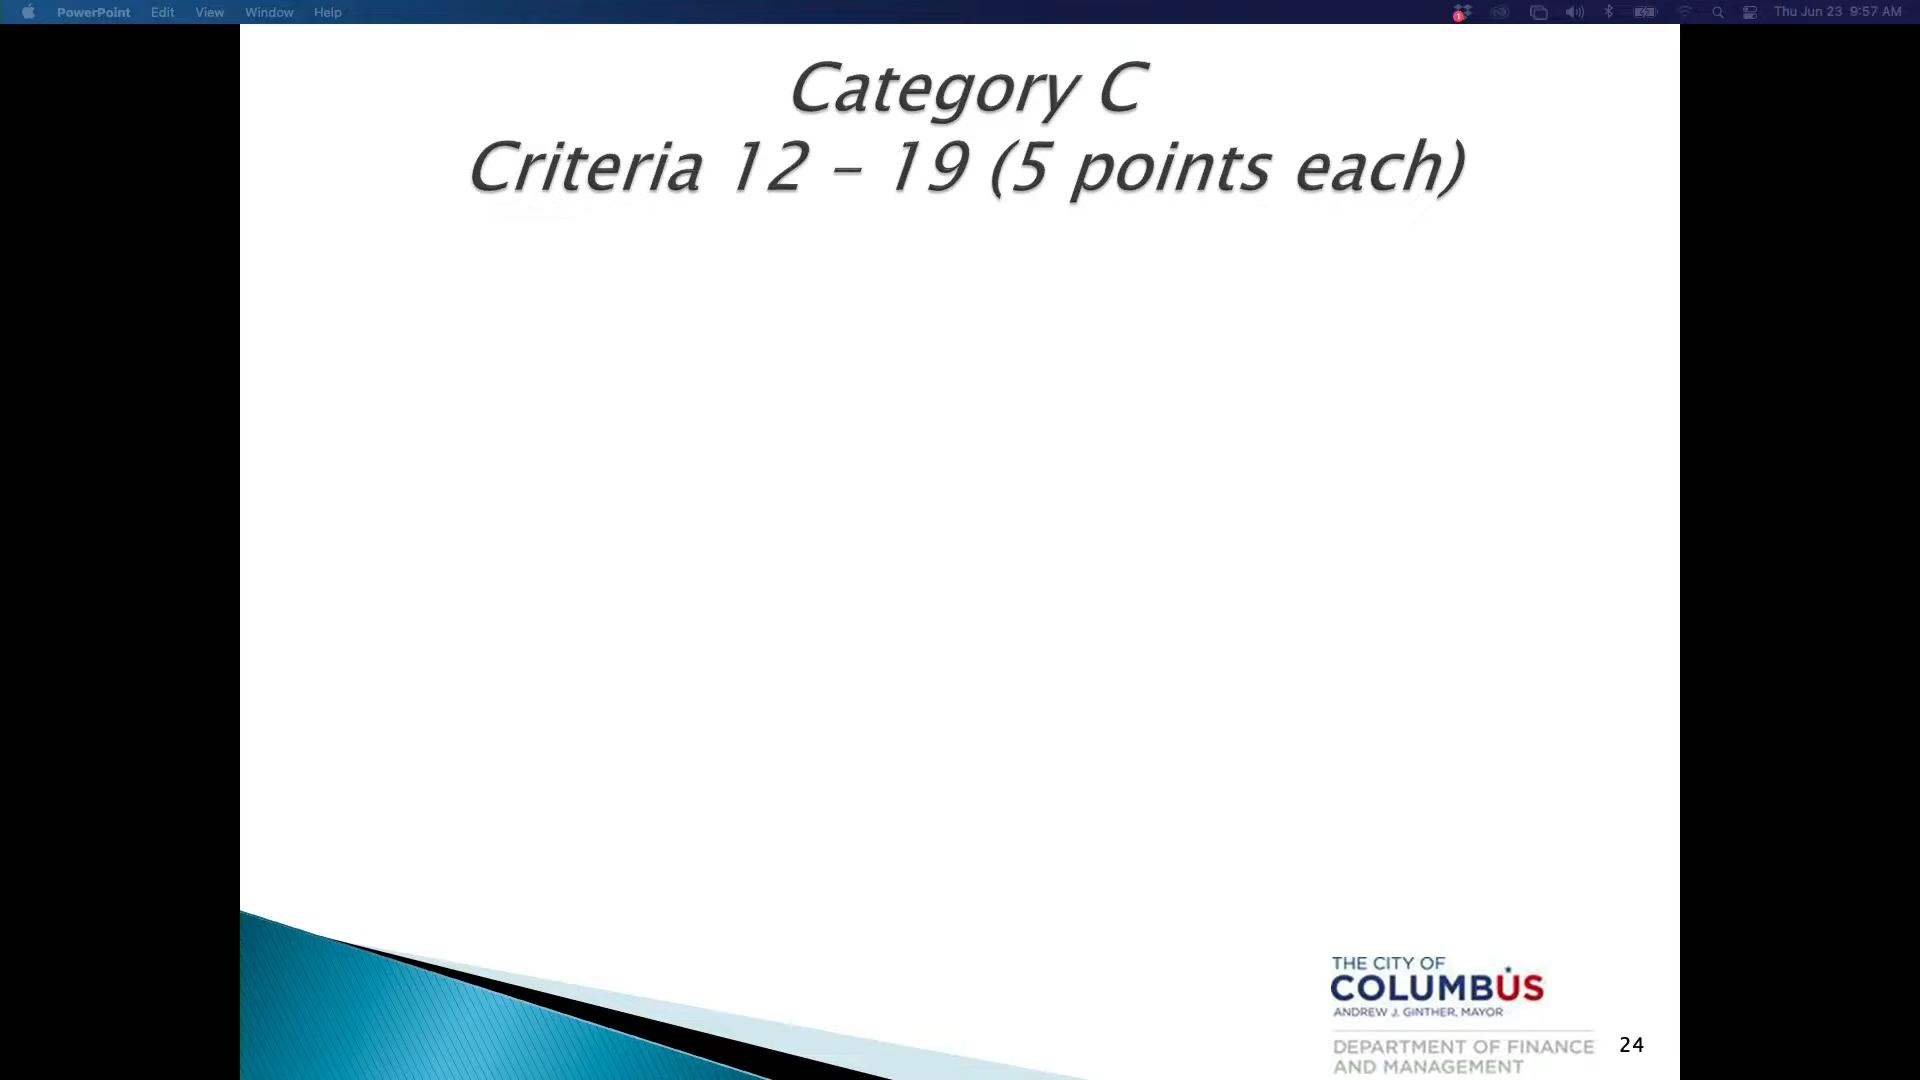 PowerPoint Edit View Window Help
1
Thu Jun 23 9:57 AM
Category C
Criteria 12 – 19 (5 points each)
THE CITY OF
COLUMBUS
ANDREW J. GINTHER, MAYOR
DEPARTMENT OF FINANCE
AND MANAGEMENT
24